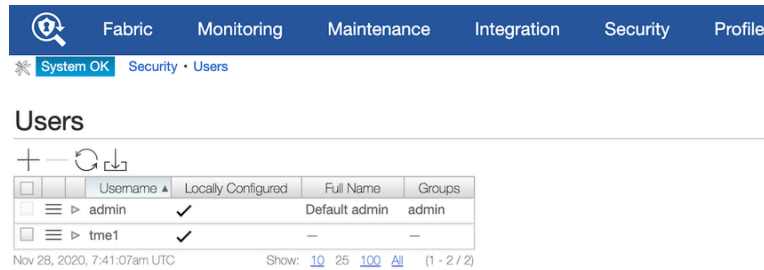 Fabric Monitoring Maintenance Integration Security Profile
System OK Security • Users
Users
Username ▲ Locally Configured Full Name Groups
admin ✓ Default admin admin
tme1 ✓ — —
Nov 28, 2020, 7:41:07am UTC Show: 10 25 100 All (1 - 2 / 2)